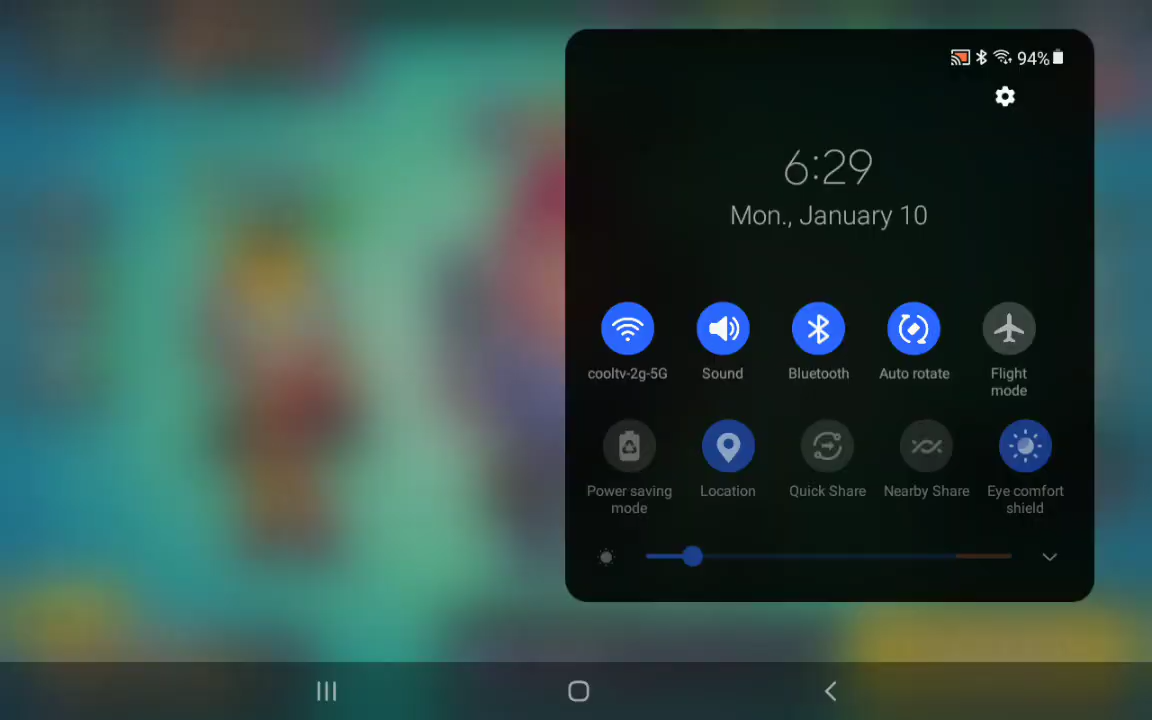 94%
6:29
Mon., January 10
cooltv-2g-5G Sound Bluetooth Auto rotate Flight
mode
Power saving Location Quick Share Nearby Share Eye comfort
mode shield